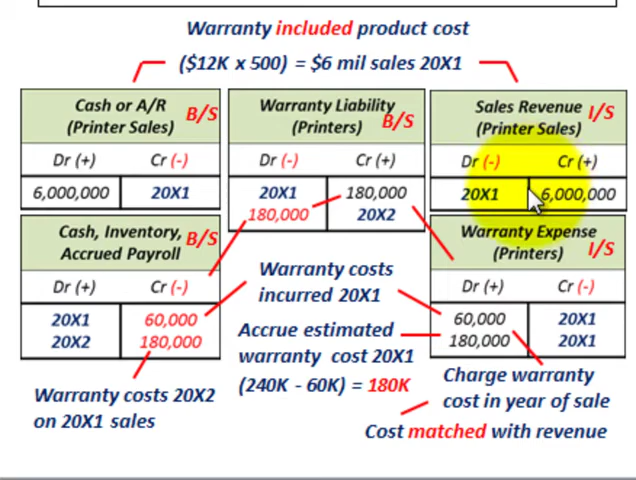 Warranty included product cost
($12K x 500) = $6 mil sales 20X1
Cash or A/R
(Printer Sales) B/S
Dr (+) Cr (-)
6,000,000 20X1
Warranty Liability
(Printers) B/S
Dr (-) Cr (+)
20X1 180,000
180,000 20X2
Sales Revenue I/S
(Printer Sales)
Dr (-) Cr (+)
20X1 6,000,000
Cash, Inventory, B/S
Accrued Payroll
Dr (+) Cr (-)
20X1 60,000
20X2 180,000
Warranty Expense
(Printers) I/S
Dr (+) Cr (-)
60,000 20X1
180,000 20X1
Warranty costs
incurred 20X1
Accrue estimated
warranty cost 20X1
(240K - 60K) = 180K
Warranty costs 20X2
on 20X1 sales
Charge warranty
cost in year of sale
Cost matched with revenue